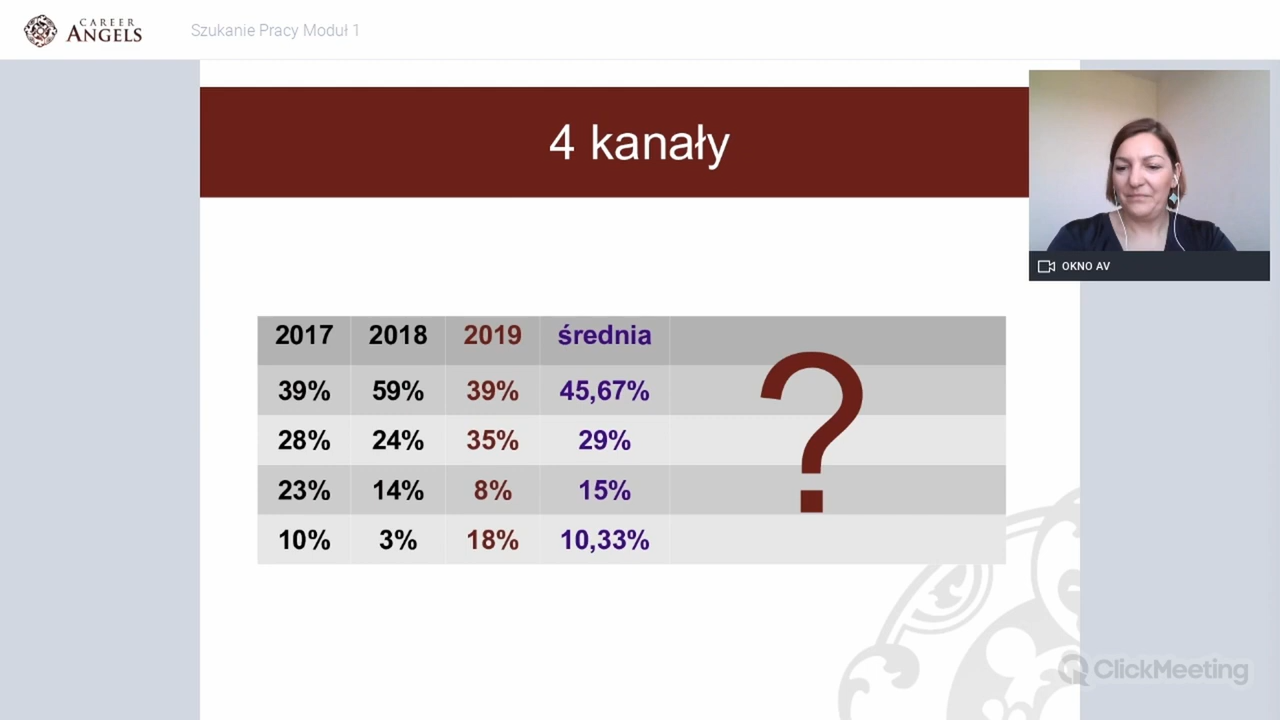 CAREER
ANGELS
Szukanie Pracy Moduł 1
4 kanały
OKNO AV
2017 2018 2019 średnia
39% 59% 39% 45,67%
28% 24% 35% 29%
23% 14% 8% 15%
10% 3% 18% 10,33%
?
ClickMeeting